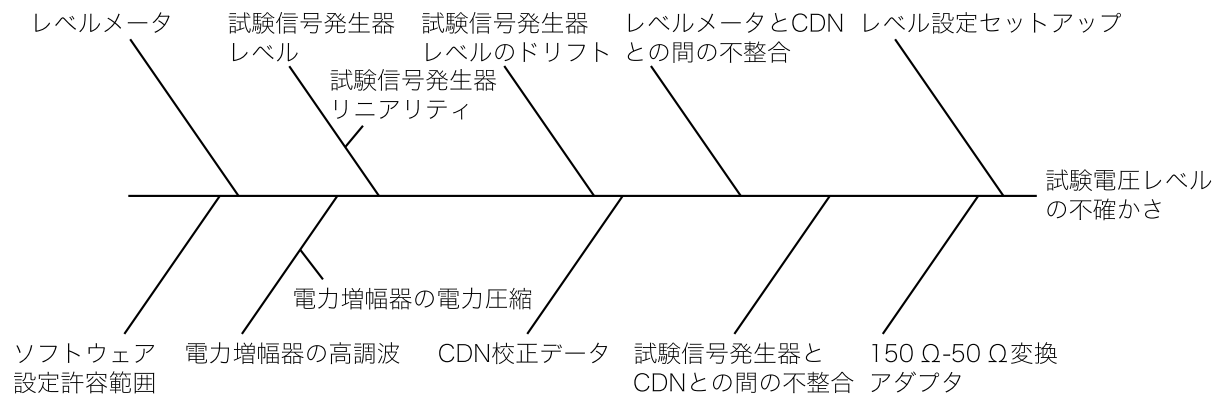 レベルメータ
試験信号発生器
レベル
試験信号発生器
リニアリティ
試験信号発生器
レベルのドリフト
レベルメータとCDN
との間の不整合
レベル設定セットアップ
試験電圧レベル
の不確かさ
電力増幅器の電力圧縮
ソフトウェア
設定許容範囲
電力増幅器の高調波
CDN校正データ
試験信号発生器と
CDNとの間の不整合
150 Ω-50 Ω変換
アダプタ